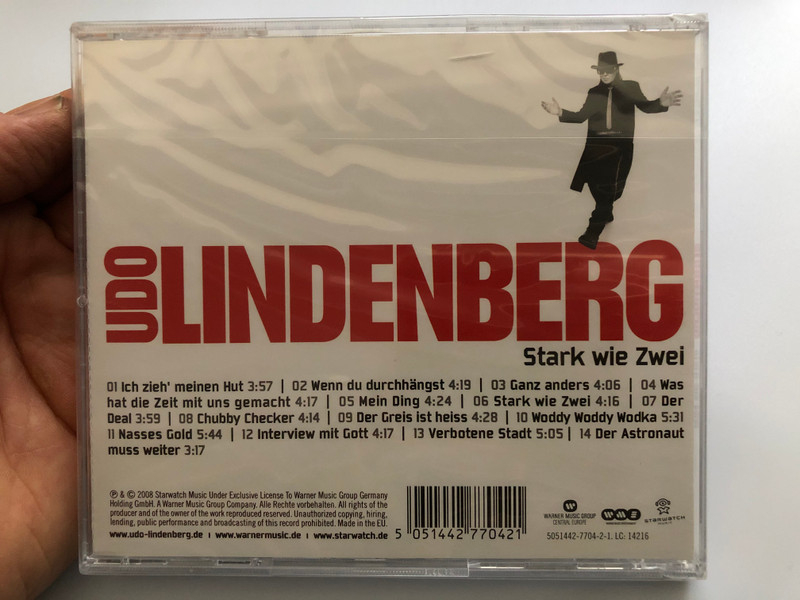 UDO
LINDENBERG
Stark wie Zwei
01 Ich zieh' meinen Hut 3:57 | 02 Wenn du durchhängst 4:19 | 03 Ganz anders 4:06 | 04 Was
hat die Zeit mit uns gemacht 4:17 | 05 Mein Ding 4:24 | 06 Stark wie Zwei 4:16 | 07 Der
Deal 3:59 | 08 Chubby Checker 4:14 | 09 Der Greis ist heiss 4:28 | 10 Woddy Woddy Wodka 5:31
11 Nasses Gold 5:44 | 12 Interview mit Gott 4:17 | 13 Verbotene Stadt 5:05 | 14 Der Astronaut
muss weiter 3:17
℗ & © 2008 Starwatch Music Under Exclusive License To Warner Music Group Germany
Holding GmbH. A Warner Music Group Company. Alle Rechte vorbehalten. All rights of the
producer and of the owner of the work reproduced reserved. Unauthorized copying, hiring,
lending, public performance and broadcasting of this record prohibited. Made in the EU.
www.udo-lindenberg.de | www.warnermusic.de | www.starwatch.de
5 051442 770421
WARNER MUSIC GROUP
CENTRAL EUROPE
STARWATCH
5051442-7704-2-1. LC: 14216